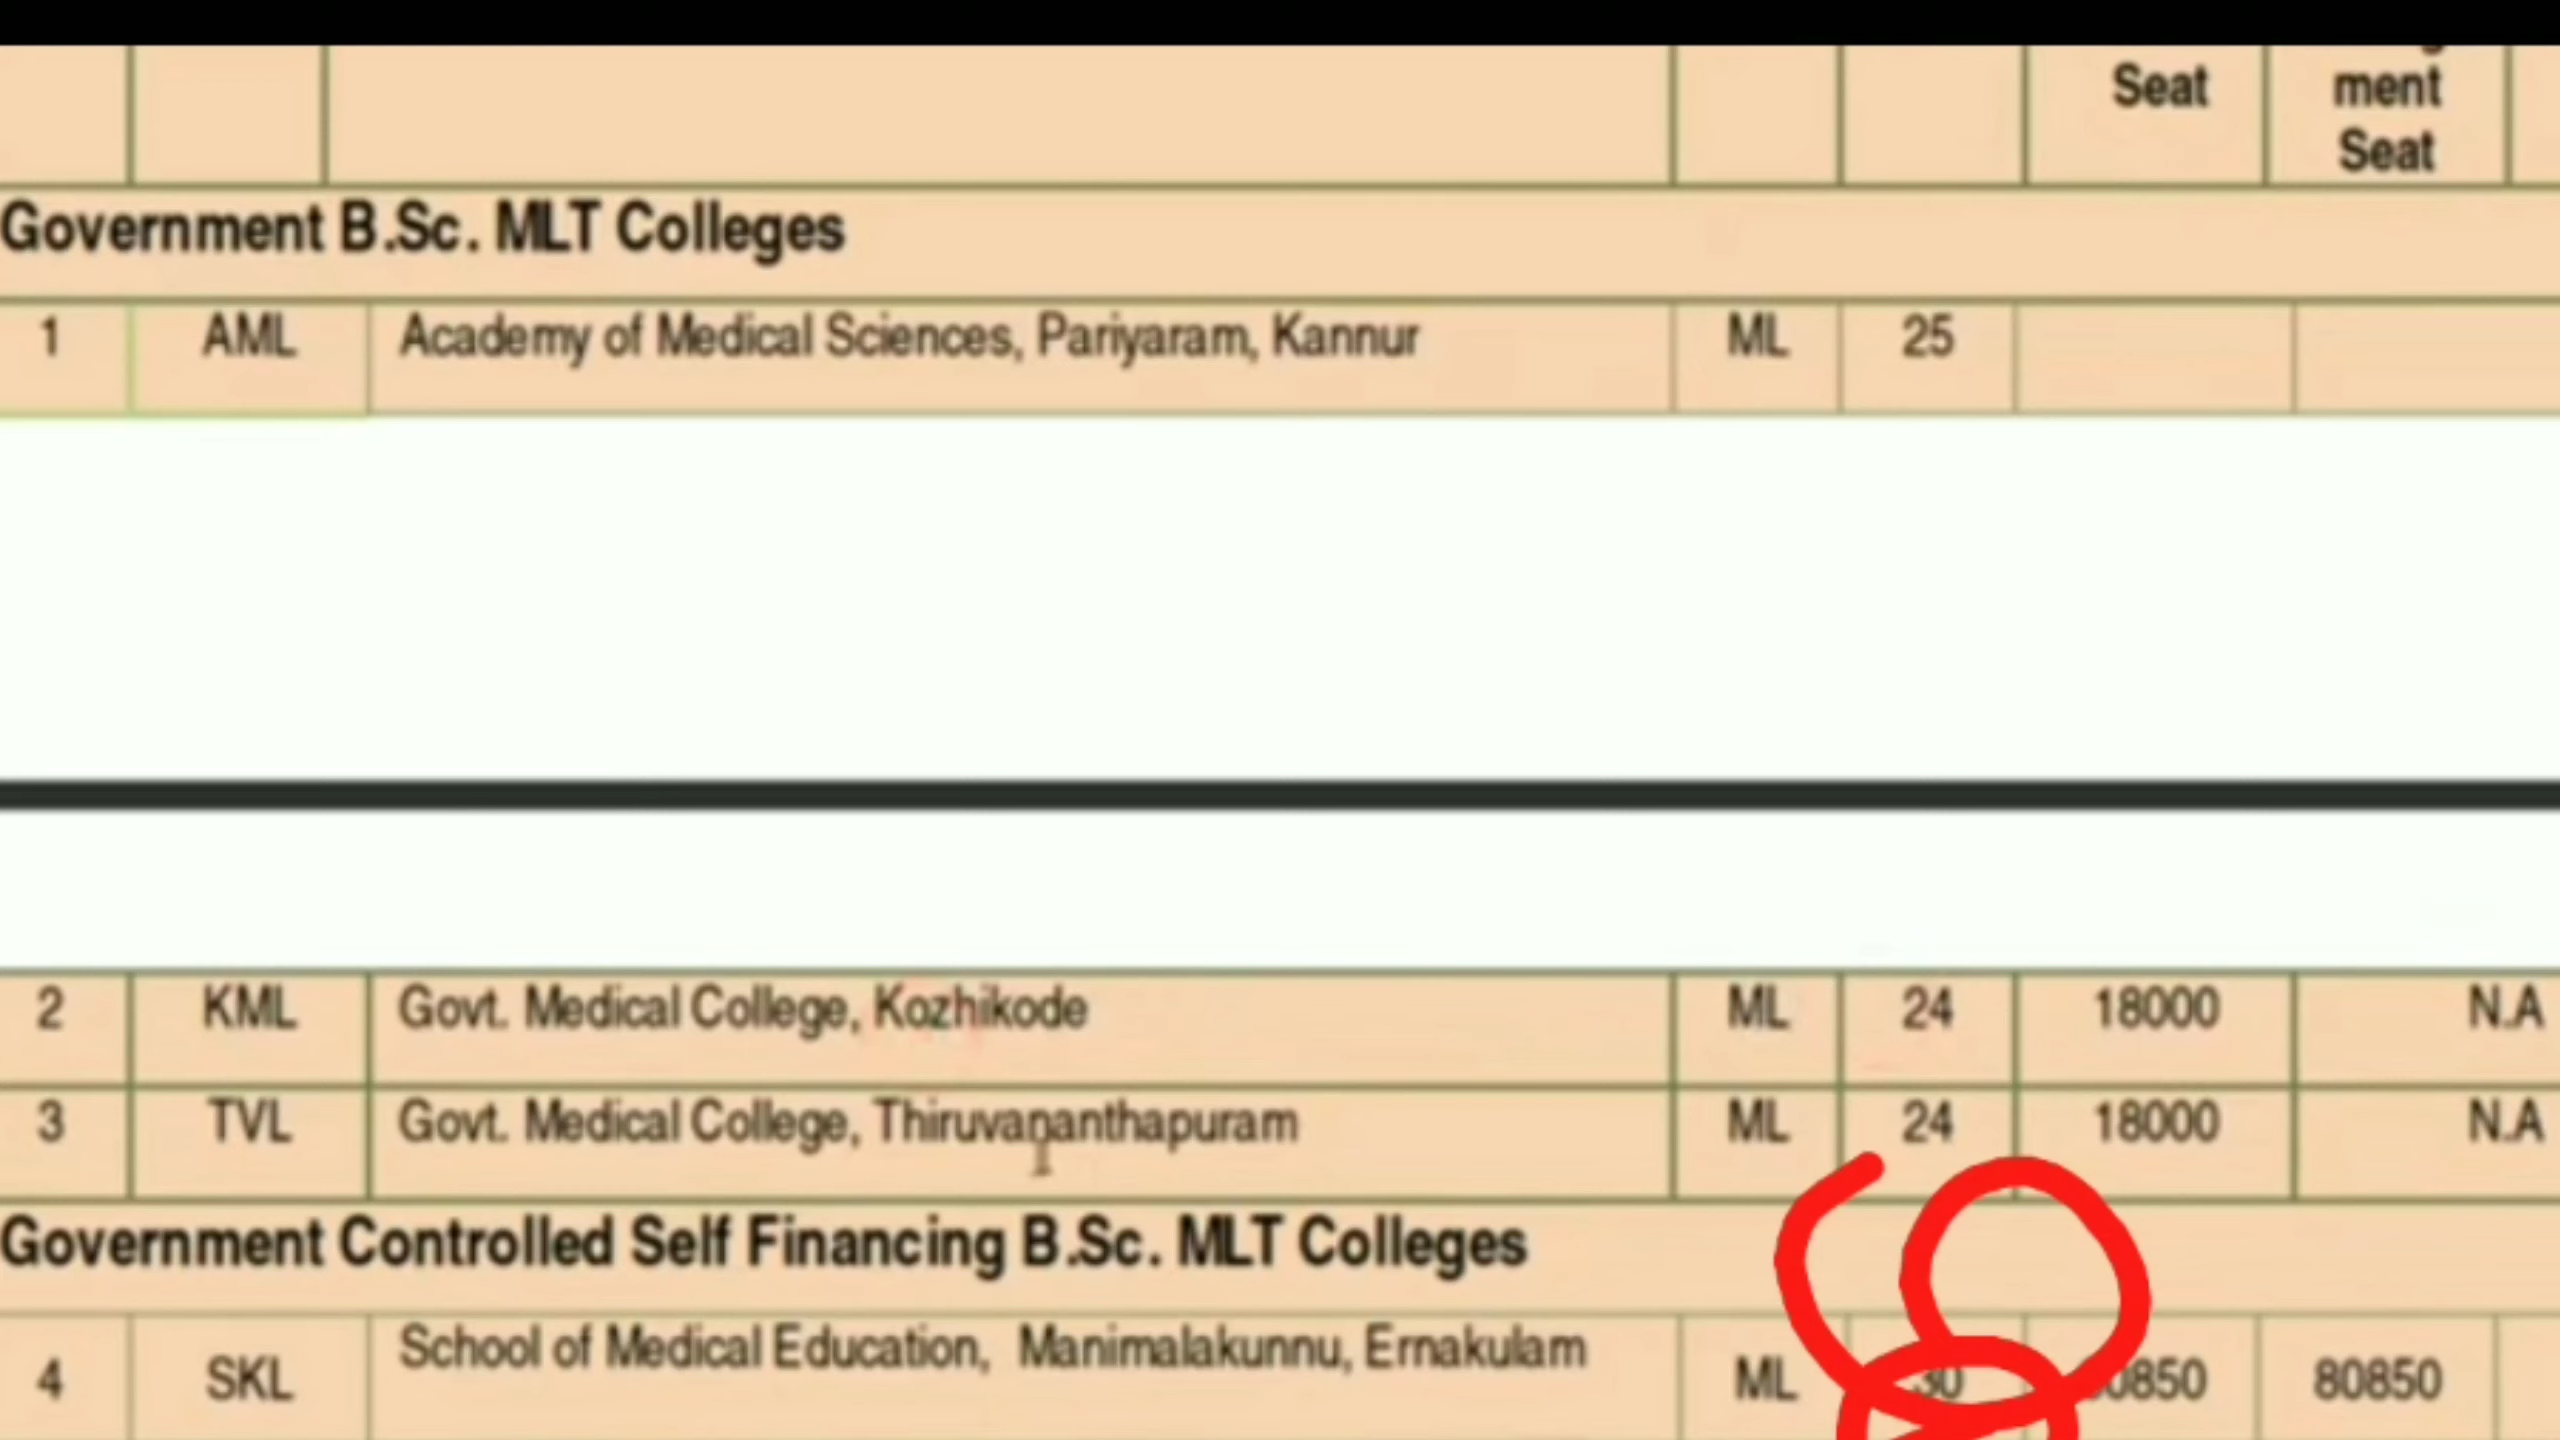 Seat
ment
Seat
Government B.Sc. MLT Colleges
1 AML Academy of Medical Sciences, Pariyaram, Kannur ML 25
2 KML Govt. Medical College, Kozhikode ML 24 18000 N.A
3 TVL Govt. Medical College, Thiruvananthapuram ML 24 18000 N.A
Government Controlled Self Financing B.Sc. MLT Colleges
4 SKL School of Medical Education, Manimalakunnu, Ernakulam ML 30 80850